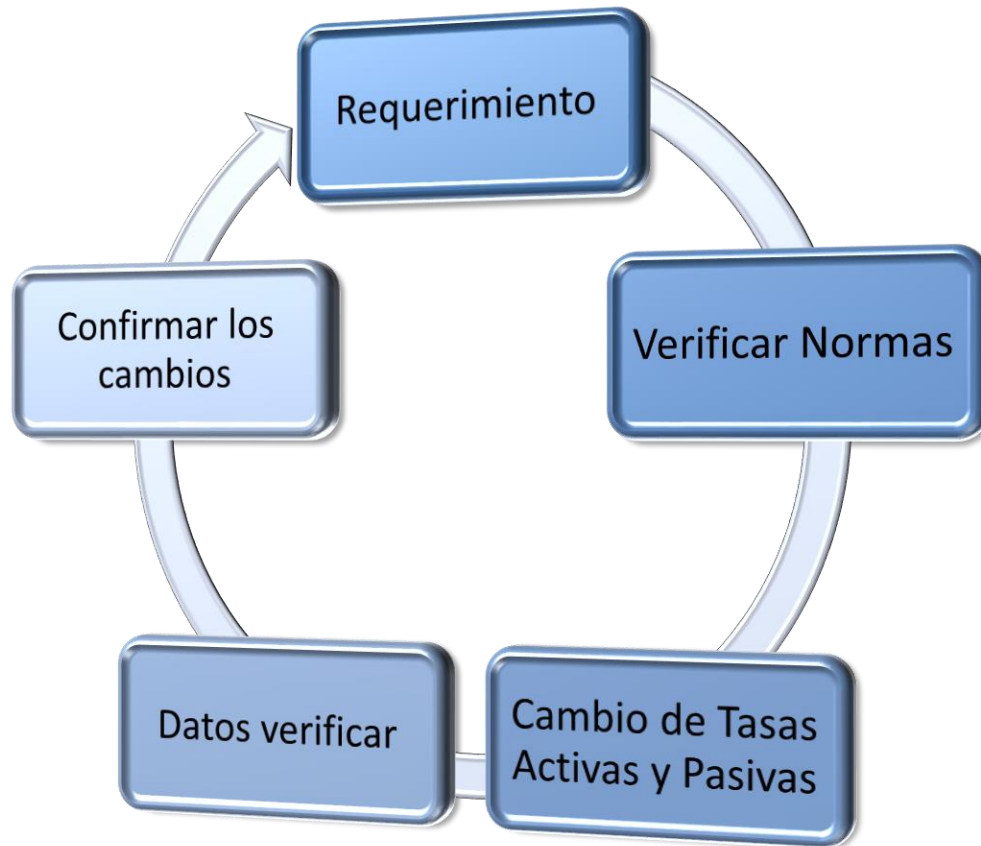 Requerimiento
Verificar Normas
Cambio de Tasas
Activas y Pasivas
Datos verificar
Confirmar los
cambios